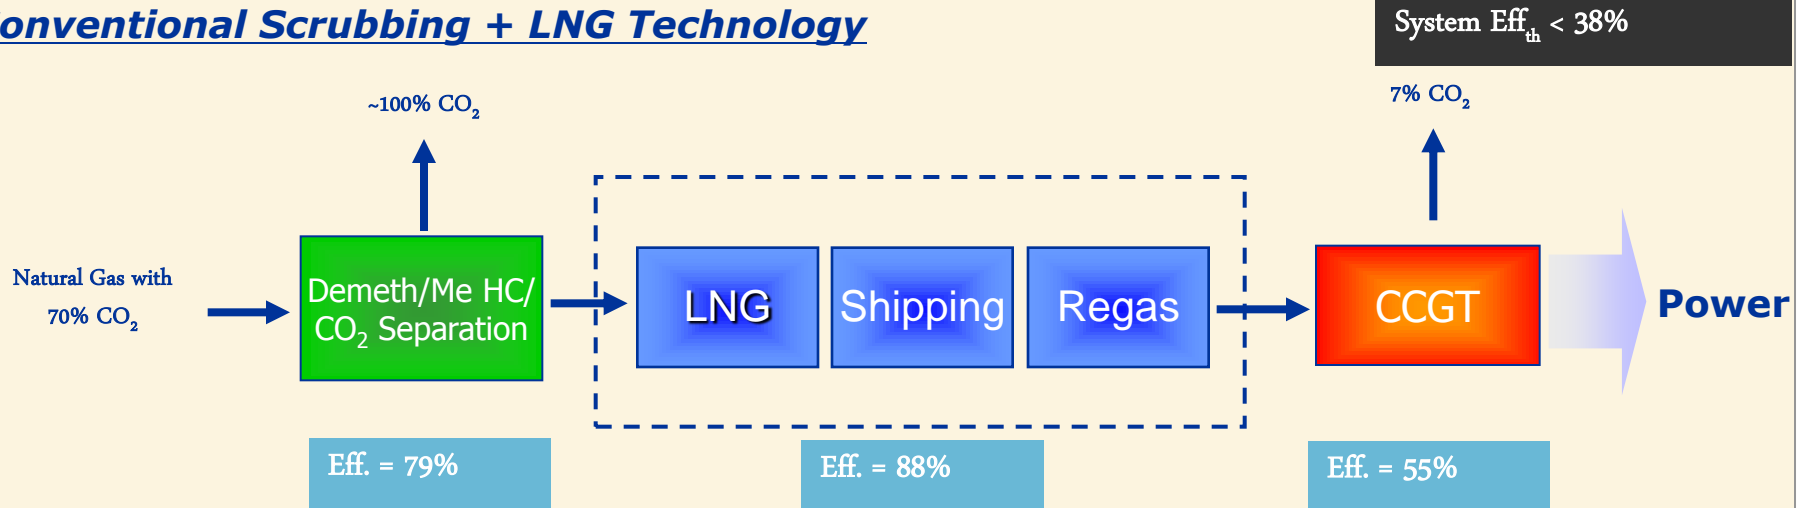 onventional Scrubbing + LNG Technology
System Effth < 38%
~100% CO2
7% CO2
Natural Gas with
70% CO2
Demeth/Me HC/
CO2 Separation
LNG
Shipping
Regas
CCGT
Power
Eff. = 79%
Eff. = 88%
Eff. = 55%